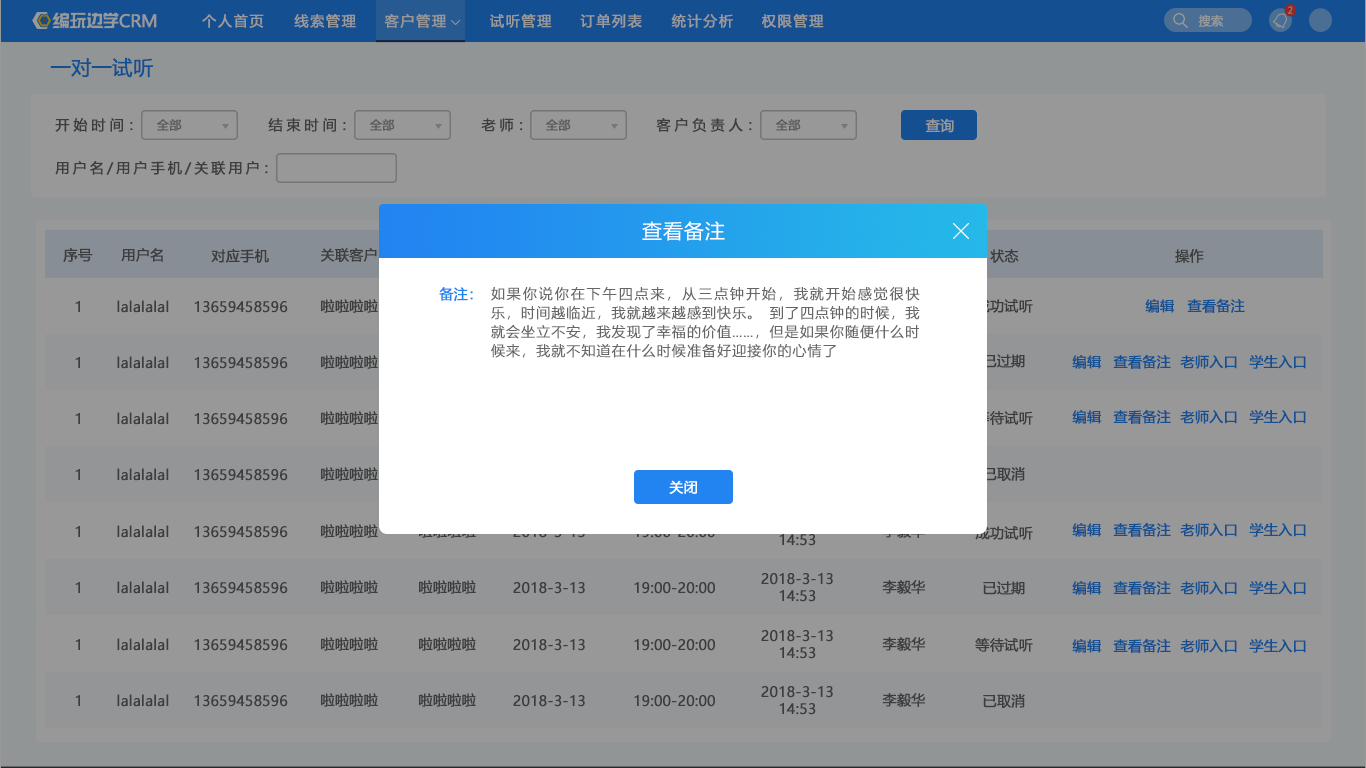 编玩边学CRM 个人首页 线索管理 客户管理 试听管理 订单列表 统计分析 权限管理 搜索 2
一对一试听
开始时间: 全部 结束时间: 全部 老师: 全部 客户负责人: 全部 查询
用户名/用户手机/关联用户:
查看备注
序号 用户名 对应手机 关联客户 状态 操作
备注: 如果你说你在下午四点来，从三点钟开始，我就开始感觉很快
乐，时间越临近，我就越来越感到快乐。 到了四点钟的时候，我
就会坐立不安，我发现了幸福的价值……，但是如果你随便什么时
候来，我就不知道在什么时候准备好迎接你的心情了
1 lalalalal 13659458596 啦啦啦啦 成功试听 编辑 查看备注
1 lalalalal 13659458596 啦啦啦啦 已过期 编辑 查看备注 老师入口 学生入口
1 lalalalal 13659458596 啦啦啦啦 等待试听 编辑 查看备注 老师入口 学生入口
1 lalalalal 13659458596 啦啦啦啦 已取消
关闭
1 lalalalal 13659458596 啦啦啦啦 啦啦啦啦 2018-3-13 19:00-20:00 14:53 李毅华 成功试听 编辑 查看备注 老师入口 学生入口
1 lalalalal 13659458596 啦啦啦啦 啦啦啦啦 2018-3-13 19:00-20:00 2018-3-13 14:53 李毅华 已过期 编辑 查看备注 老师入口 学生入口
1 lalalalal 13659458596 啦啦啦啦 啦啦啦啦 2018-3-13 19:00-20:00 2018-3-13 14:53 李毅华 等待试听 编辑 查看备注 老师入口 学生入口
1 lalalalal 13659458596 啦啦啦啦 啦啦啦啦 2018-3-13 19:00-20:00 2018-3-13 14:53 李毅华 已取消